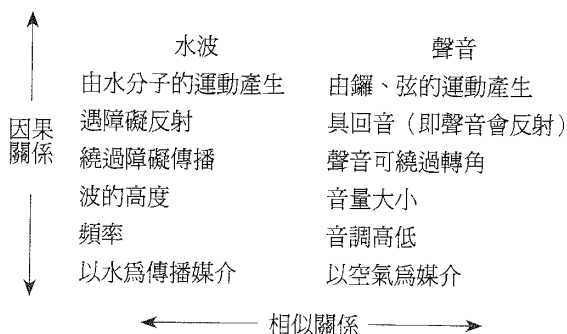 水波 聲音
由水分子的運動產生 由鑼、弦的運動產生
遇障礙反射 具回音（即聲音會反射）
因果
關係
繞過障礙傳播 聲音可繞過轉角
波的高度 音量大小
頻率 音調高低
以水爲傳播媒介 以空氣爲媒介
相似關係